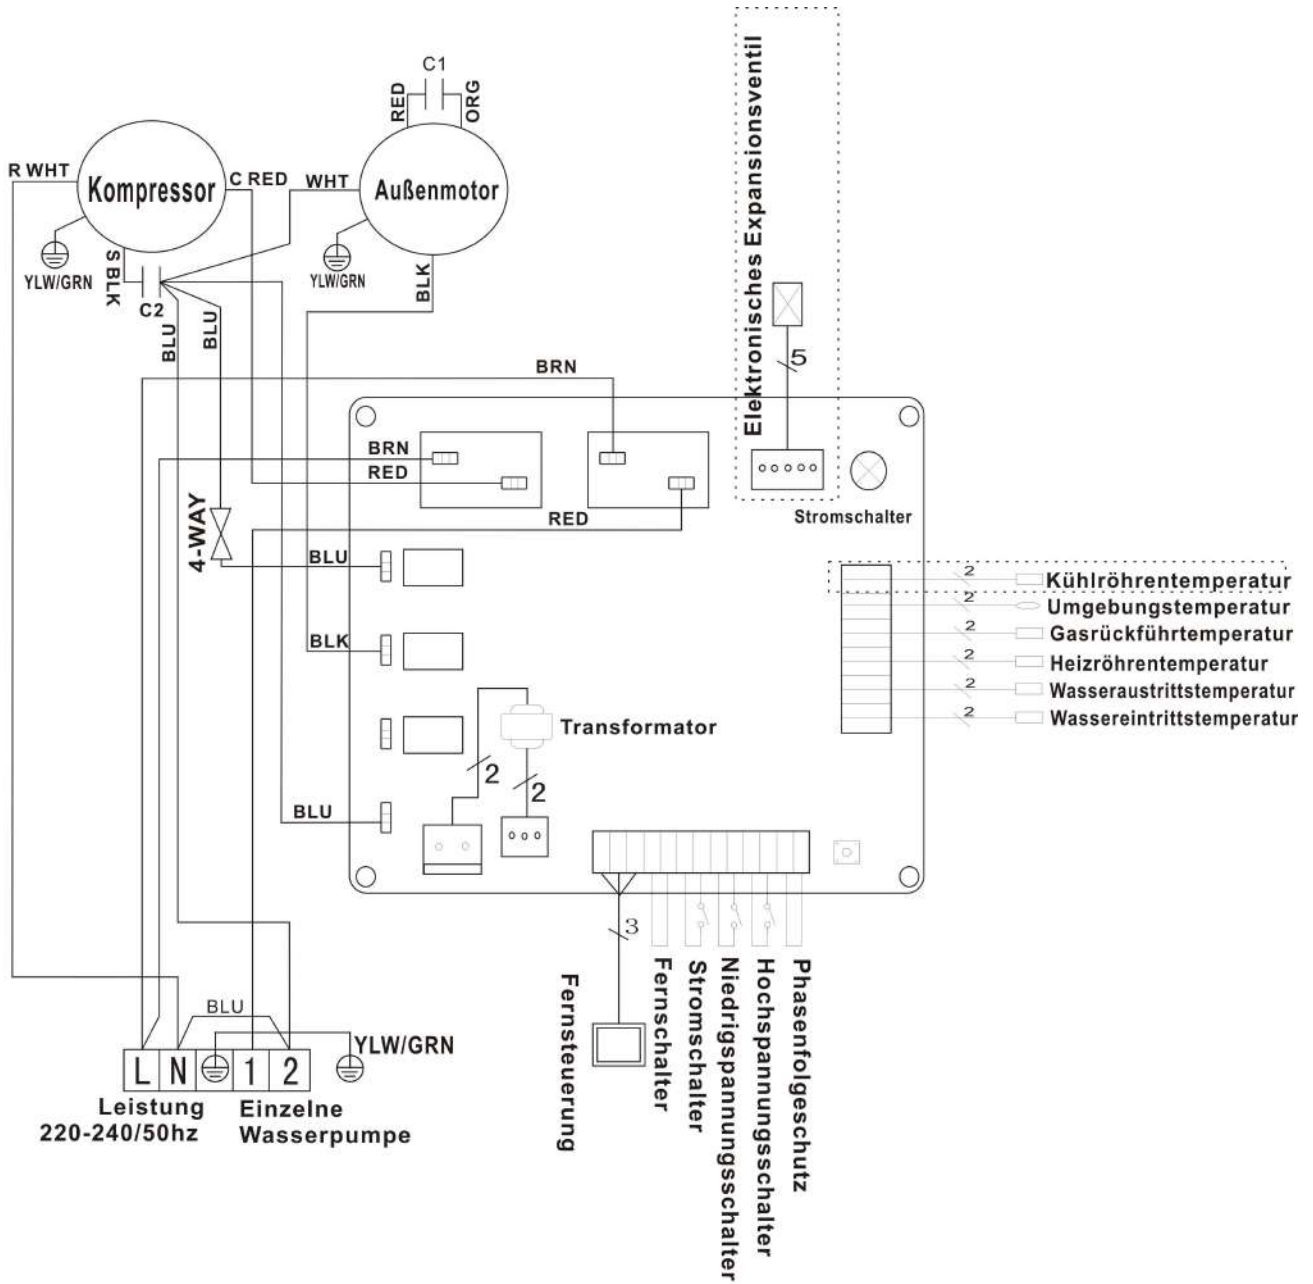 C1
RED
ORG
Elektronisches Expansionsventil
R WHT
Kompressor
C RED
WHT
Außenmotor
YLW/GRN
S BLK
C2
YLW/GRN
BLK
BLU
BLU
5
BRN
BRN
RED
Stromschalter
RED
4-WAY
BLU
2
Kühlröhrentemperatur
2
Umgebungstemperatur
BLK
2
Gasrückführtemperatur
2
Heizröhrentemperatur
2
Wasseraustrittstemperatur
2
Wassereintrittstemperatur
Transformator
2
2
BLU
3
Fernsteuerung
Fernschalter
Stromschalter
Niedrigspannungsschalter
Hochspannungsschalter
Phasenfolgeschutz
BLU
YLW/GRN
L N 1 2
Leistung
220-240/50hz
Einzelne
Wasserpumpe